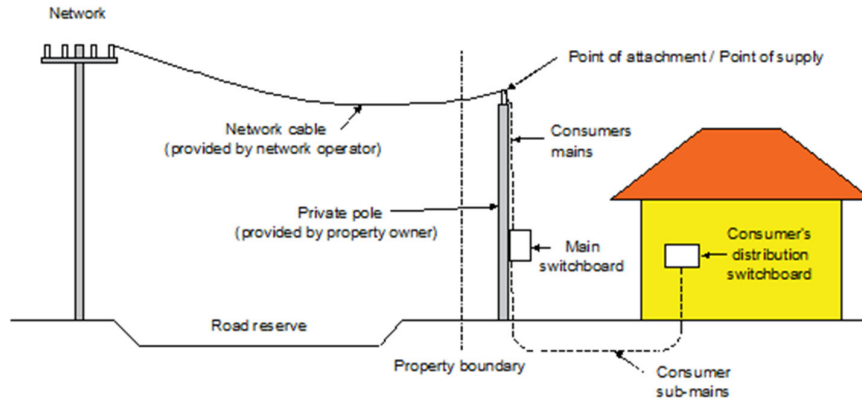 Network
Point of attachment / Point of supply
Network cable
(provided by network operator)
Consumers
mains
Private pole
(provided by property owner)
Main
switchboard
Consumer's
distribution
switchboard
Road reserve
Property boundary
Consumer
sub-mains